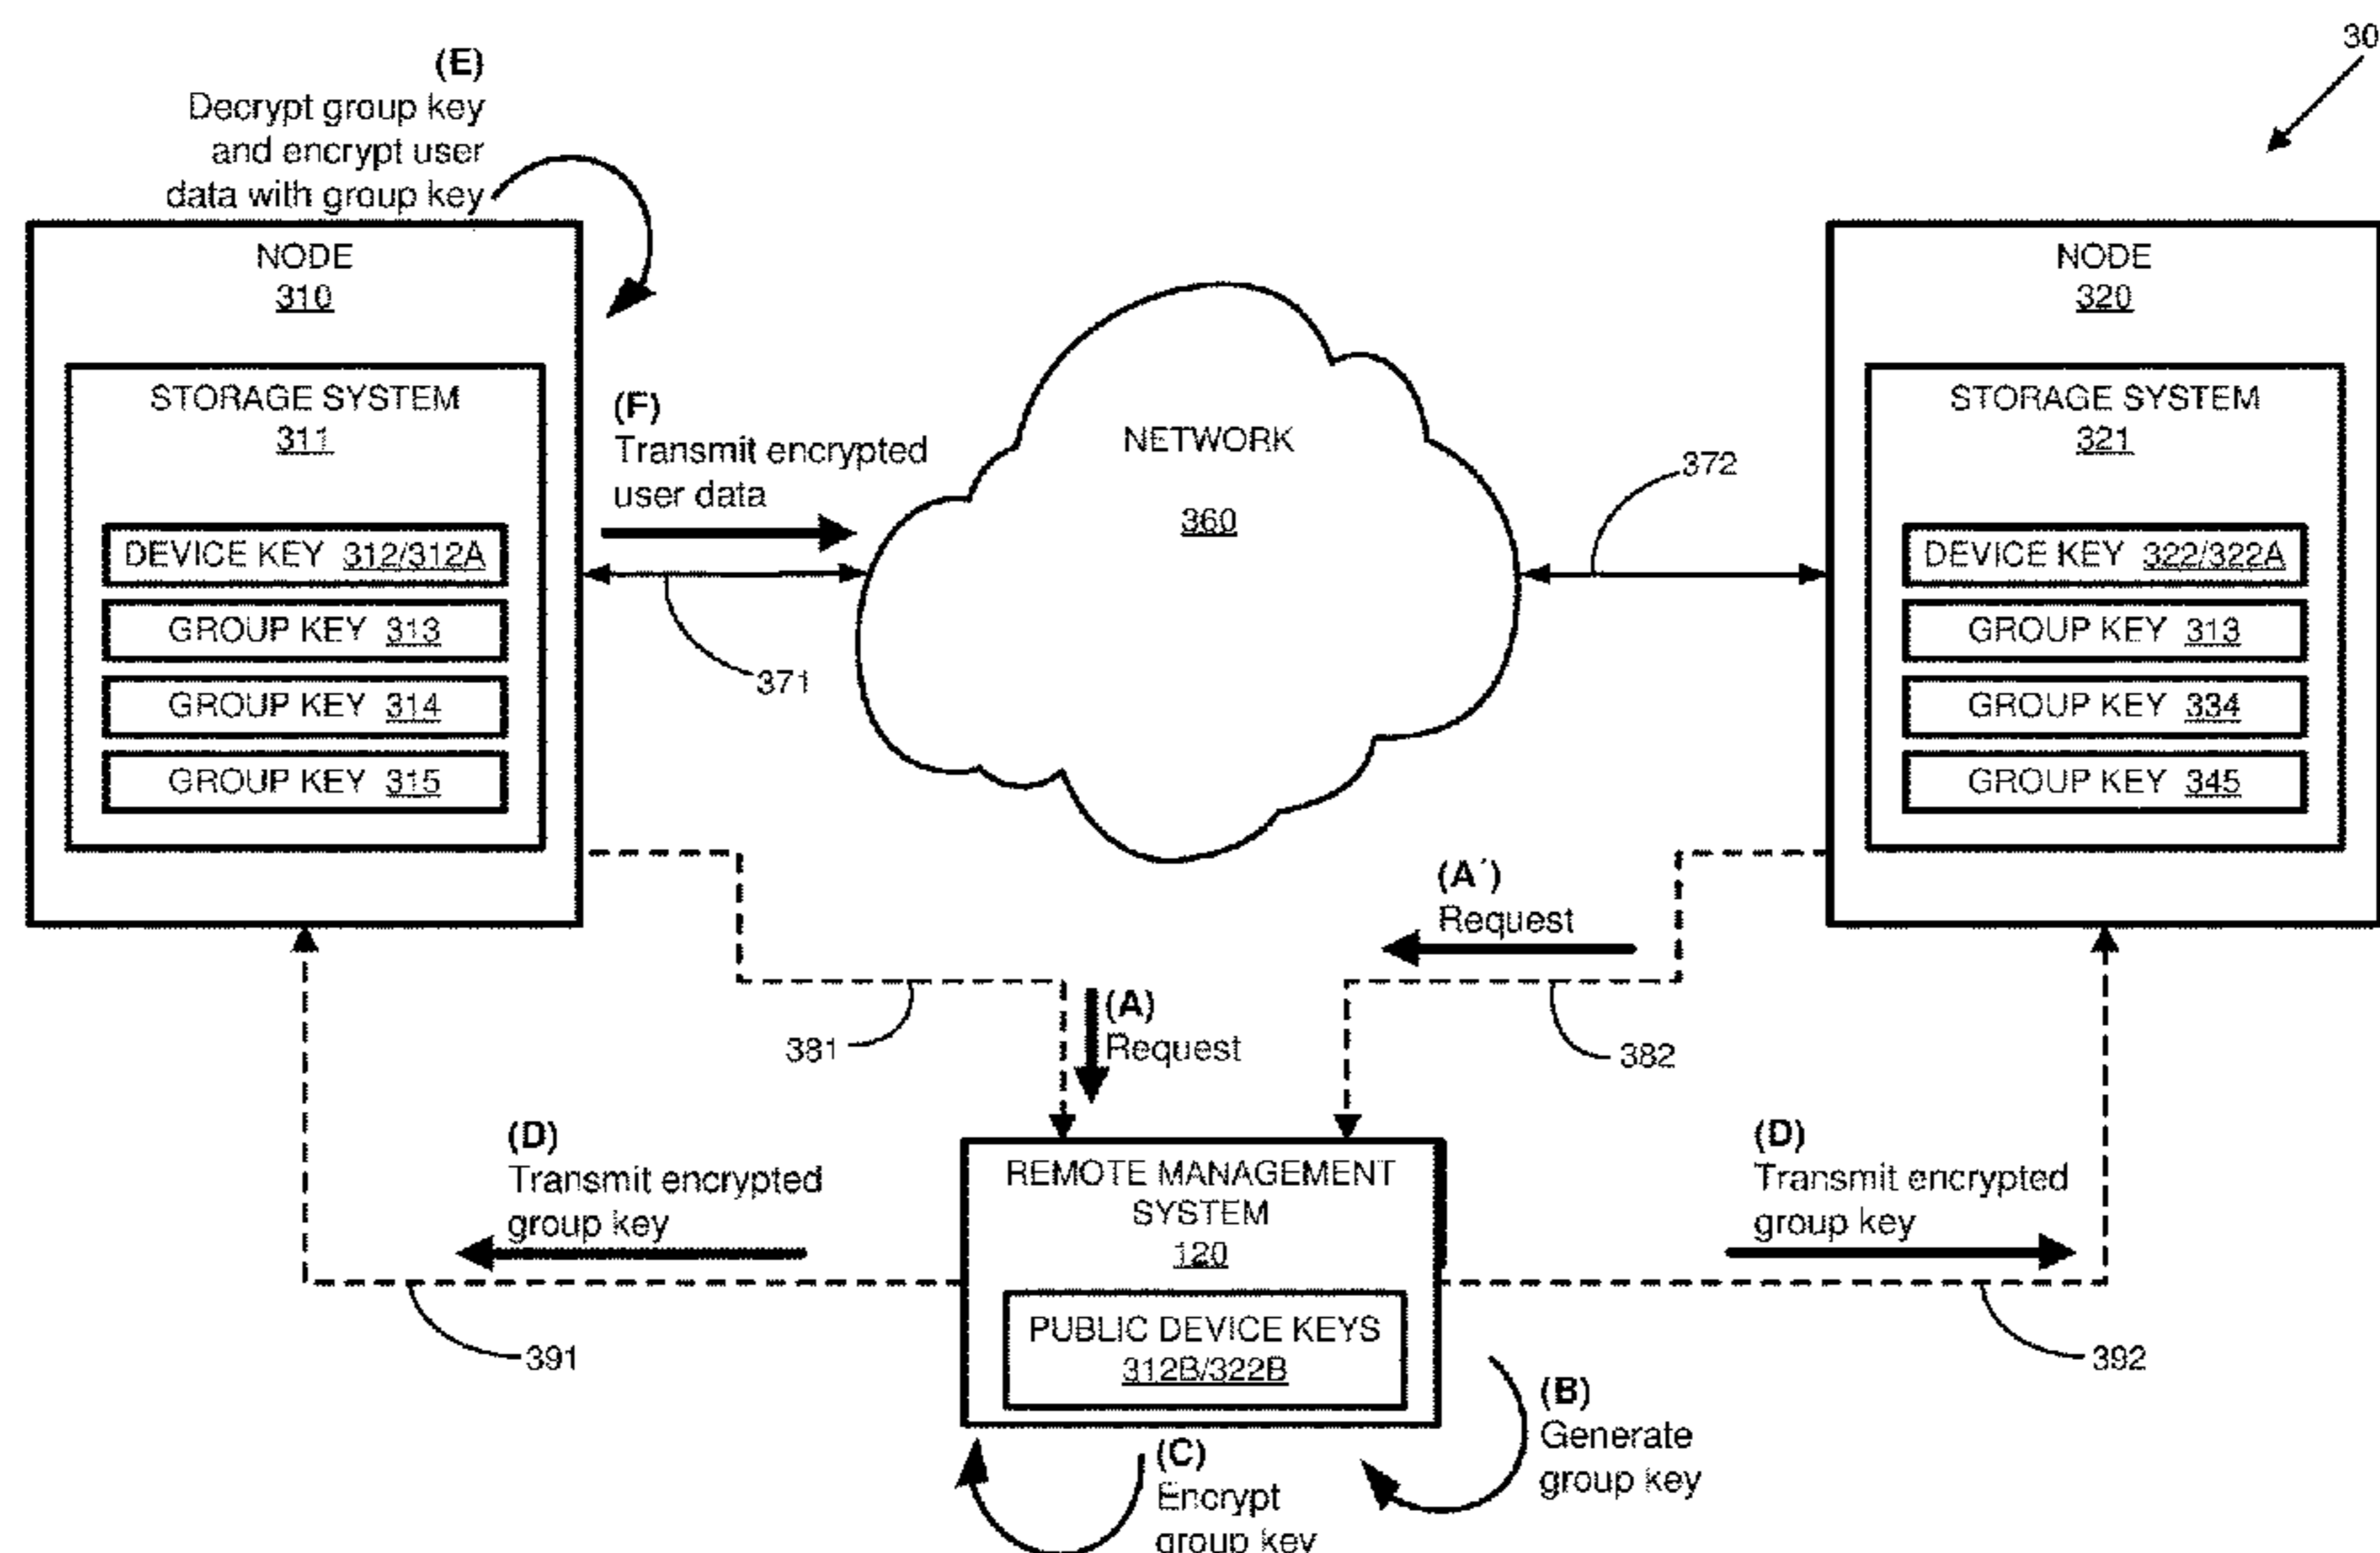 30
(E)
Decrypt group key
and encrypt user
data with group key
NODE
310
STORAGE SYSTEM
311
DEVICE KEY 312/312A
GROUP KEY 313
GROUP KEY 314
GROUP KEY 315
(F)
Transmit encrypted
user data
371
NETWORK
360
372
NODE
320
STORAGE SYSTEM
321
DEVICE KEY 322/322A
GROUP KEY 313
GROUP KEY 334
GROUP KEY 345
(A´)
Request
382
(A)
Request
381
(D)
Transmit encrypted
group key
391
REMOTE MANAGEMENT
SYSTEM
120
PUBLIC DEVICE KEYS
312B/322B
(D)
Transmit encrypted
group key
392
(B)
Generate
group key
(C)
Encrypt
group key